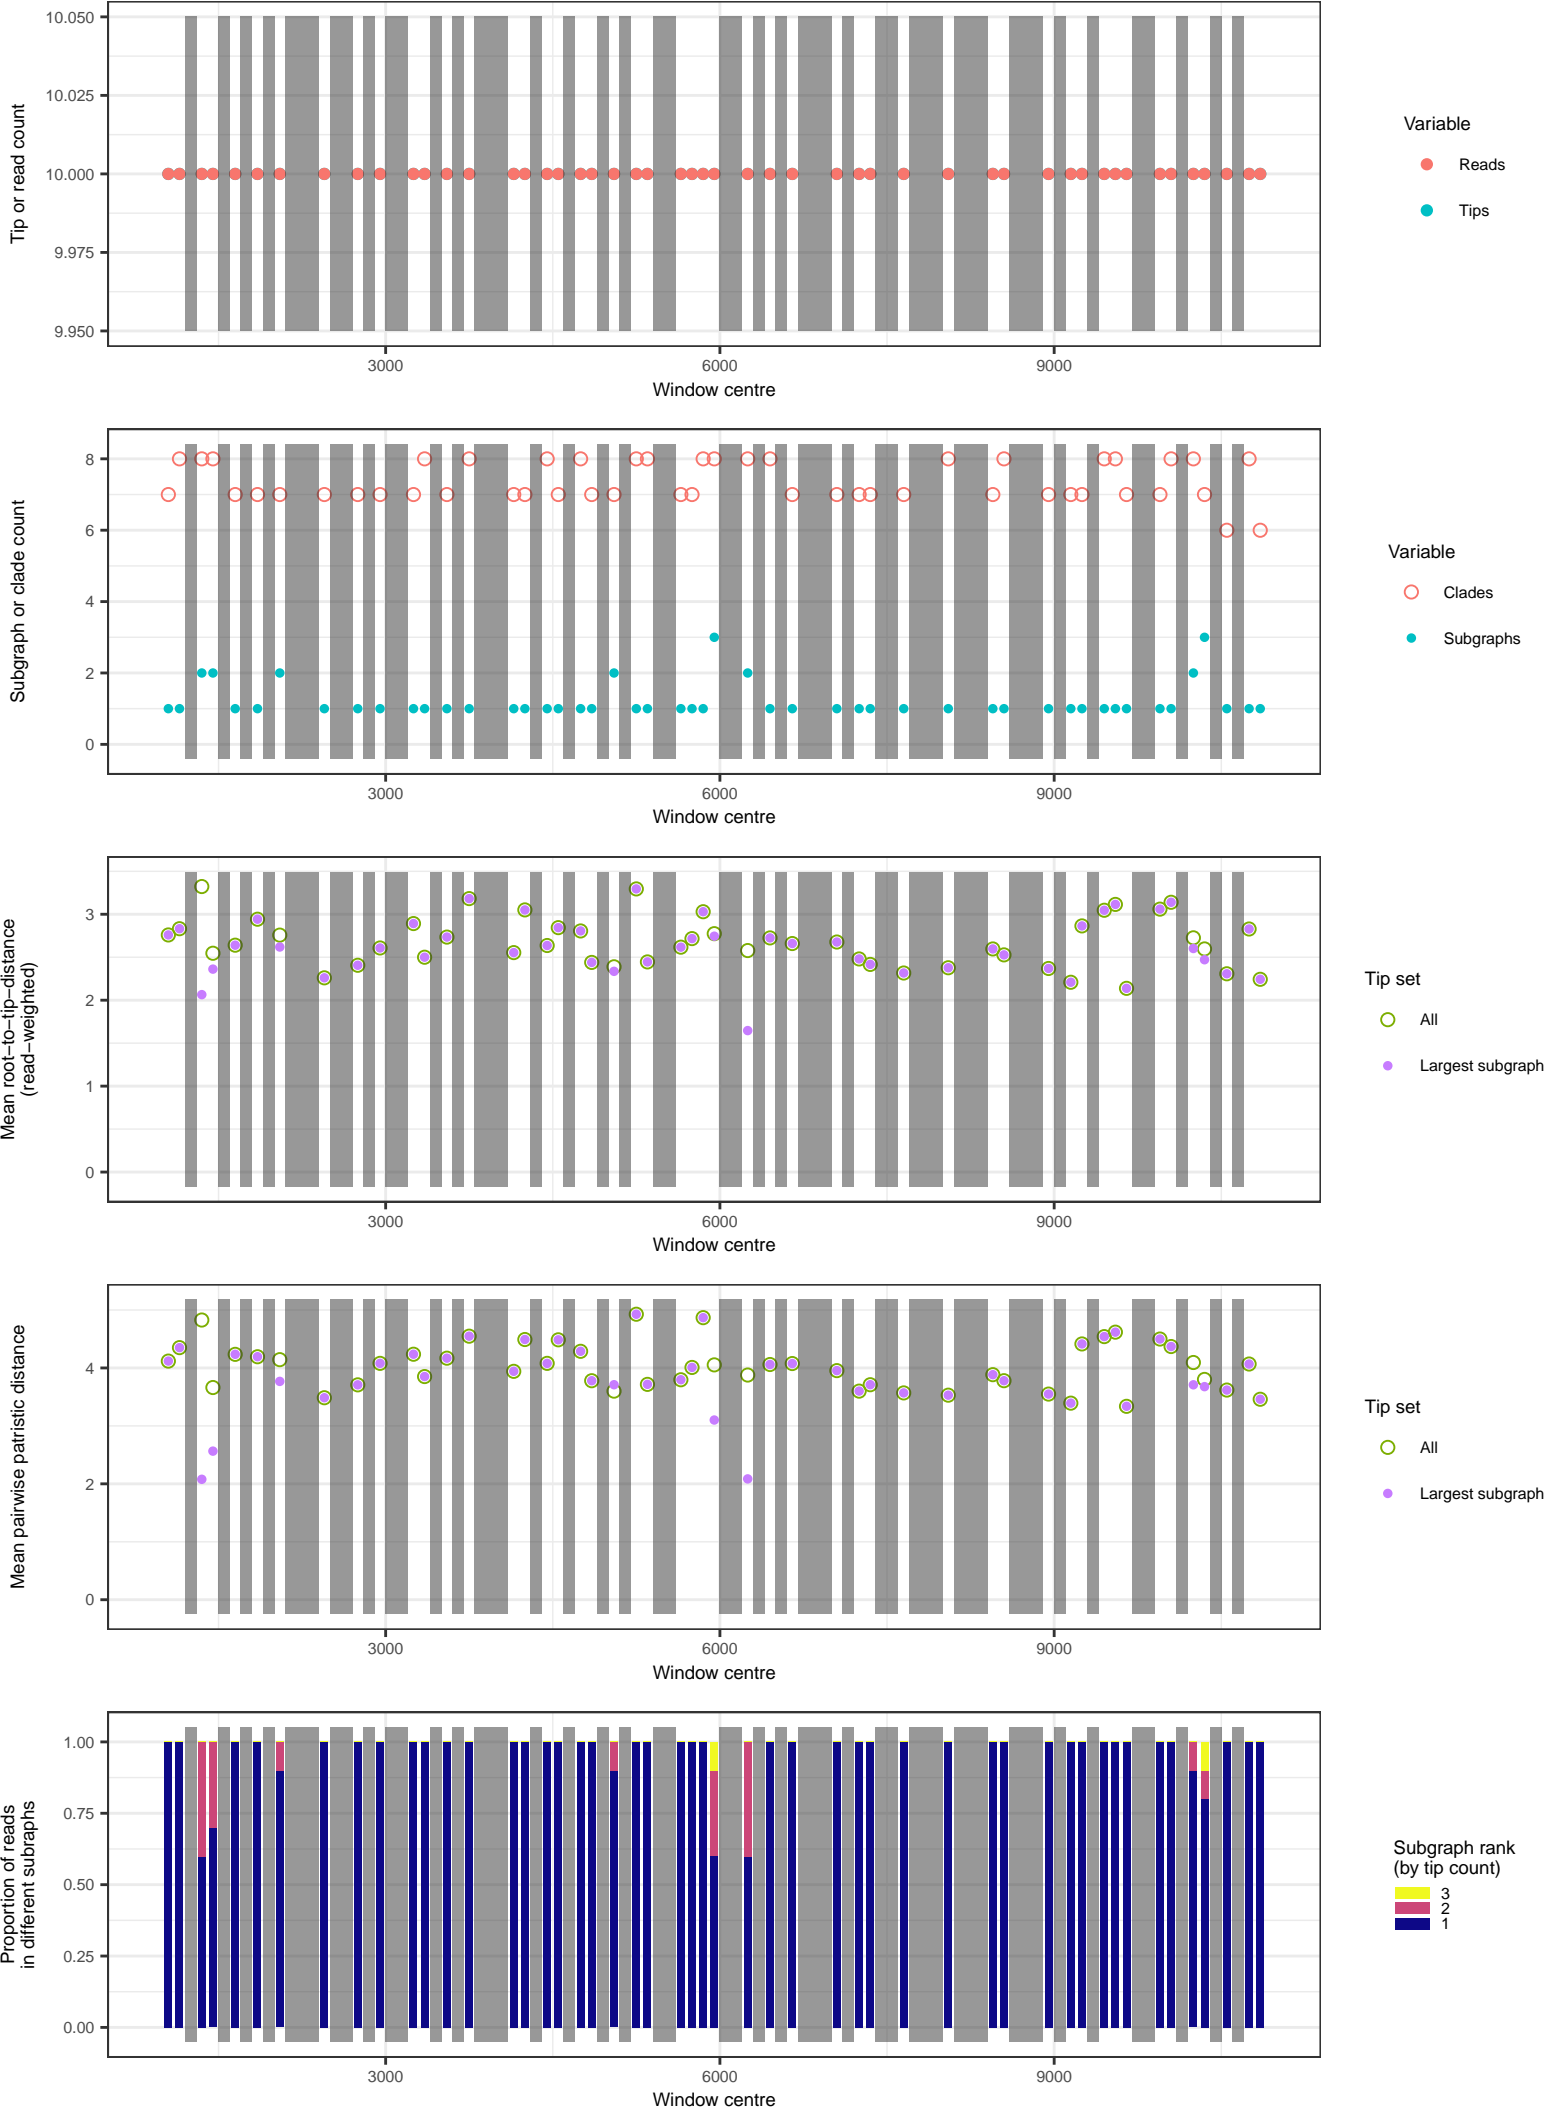 Tip or read count
10.050
10.025
10.000
9.975
9.950
3000 6000 9000
Window centre
Variable
Reads
Tips
Subgraph or clade count
8
6
4
2
0
3000 6000 9000
Window centre
Variable
Clades
Subgraphs
Mean root−to−tip−distance
(read−weighted)
3
2
1
0
3000 6000 9000
Window centre
Tip set
All
Largest subgraph
Mean pairwise patristic distance
4
2
0
3000 6000 9000
Window centre
Tip set
All
Largest subgraph
Proportion of reads
in different subraphs
1.00
0.75
0.50
0.25
0.00
3000 6000 9000
Window centre
Subgraph rank
(by tip count)
3
2
1